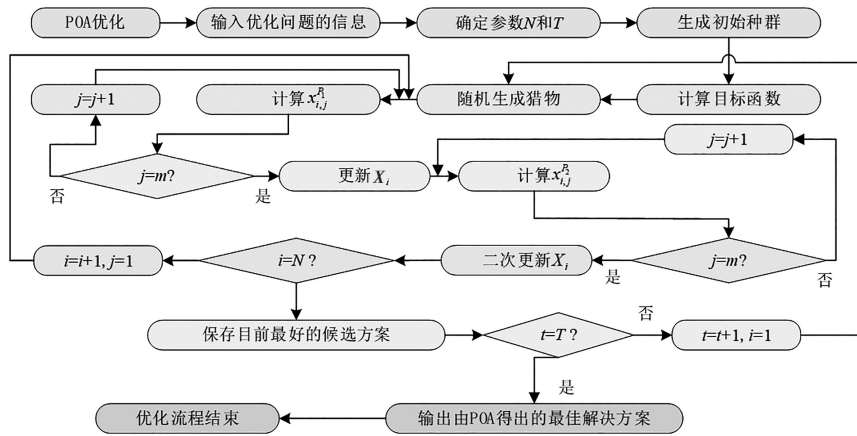 POA优化
输入优化问题的信息
确定参数N和T
生成初始种群
j=j+1
计算x_{i,j}^{P_1}
随机生成猎物
计算目标函数
j=j+1
j=m?
否
是
更新X_i
计算x_{i,j}^{P_2}
i=i+1, j=1
i=N?
二次更新X_i
是
j=m?
否
保存目前最好的候选方案
t=T?
否
t=t+1, i=1
是
优化流程结束
输出由POA得出的最佳解决方案